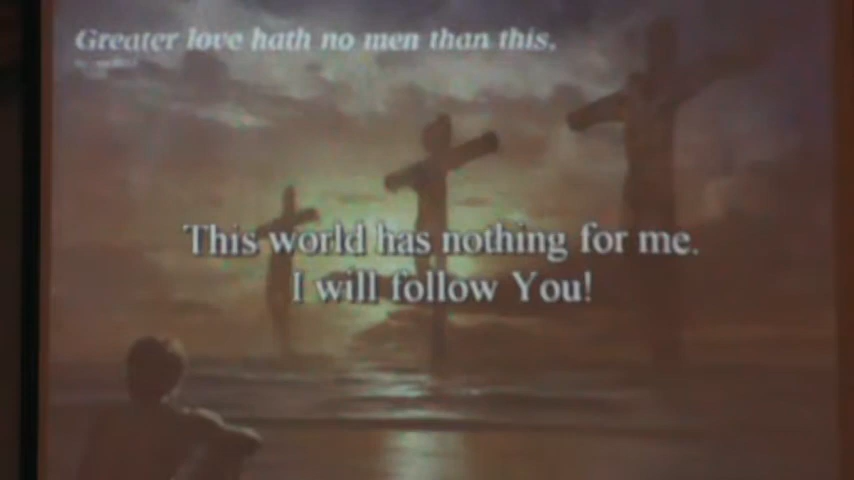 Greater love hath no men than this.
This world has nothing for me.
I will follow You!